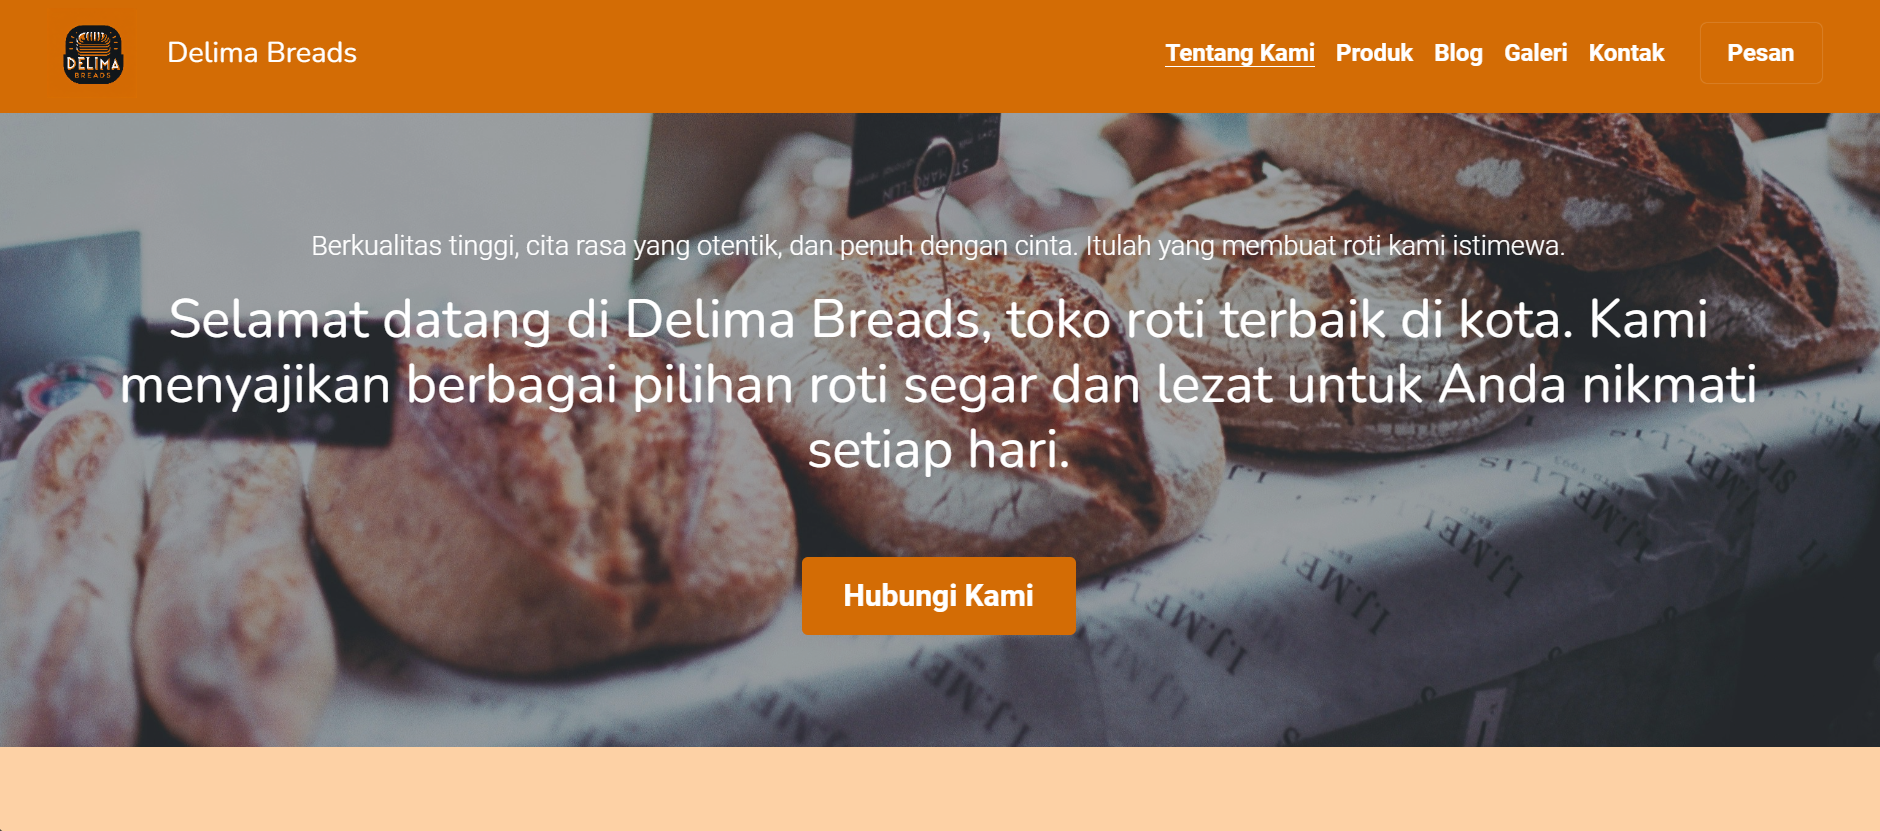 DELIMA
BREADS
Delima Breads
Tentang Kami Produk Blog Galeri Kontak Pesan
ST MARCELLIN
Berkualitas tinggi, cita rasa yang otentik, dan penuh dengan cinta. Itulah yang membuat roti kami istimewa.
Selamat datang di Delima Breads, toko roti terbaik di kota. Kami
menyajikan berbagai pilihan roti segar dan lezat untuk Anda nikmati
setiap hari.
Hubungi Kami